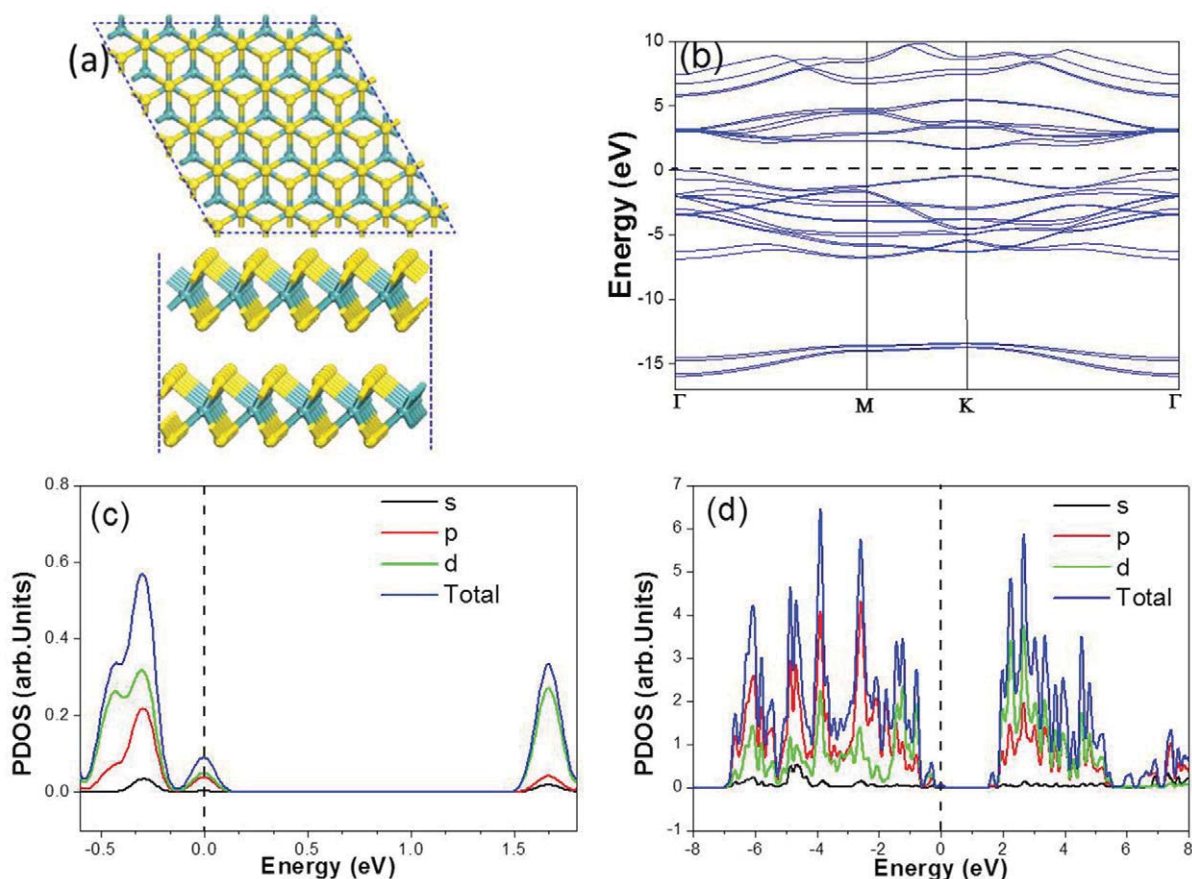 (a)
(b)
10
5
0
-5
-10
-15
Energy (eV)
Γ M K Γ
(c)
0.8
0.6
0.4
0.2
0.0
PDOS (arb.Units)
s
p
d
Total
-0.5 0.0 0.5 1.0 1.5
Energy (eV)
(d)
7
6
5
4
3
2
1
0
-1
PDOS (arb.Units)
s
p
d
Total
-8 -6 -4 -2 0 2 4 6 8
Energy (eV)